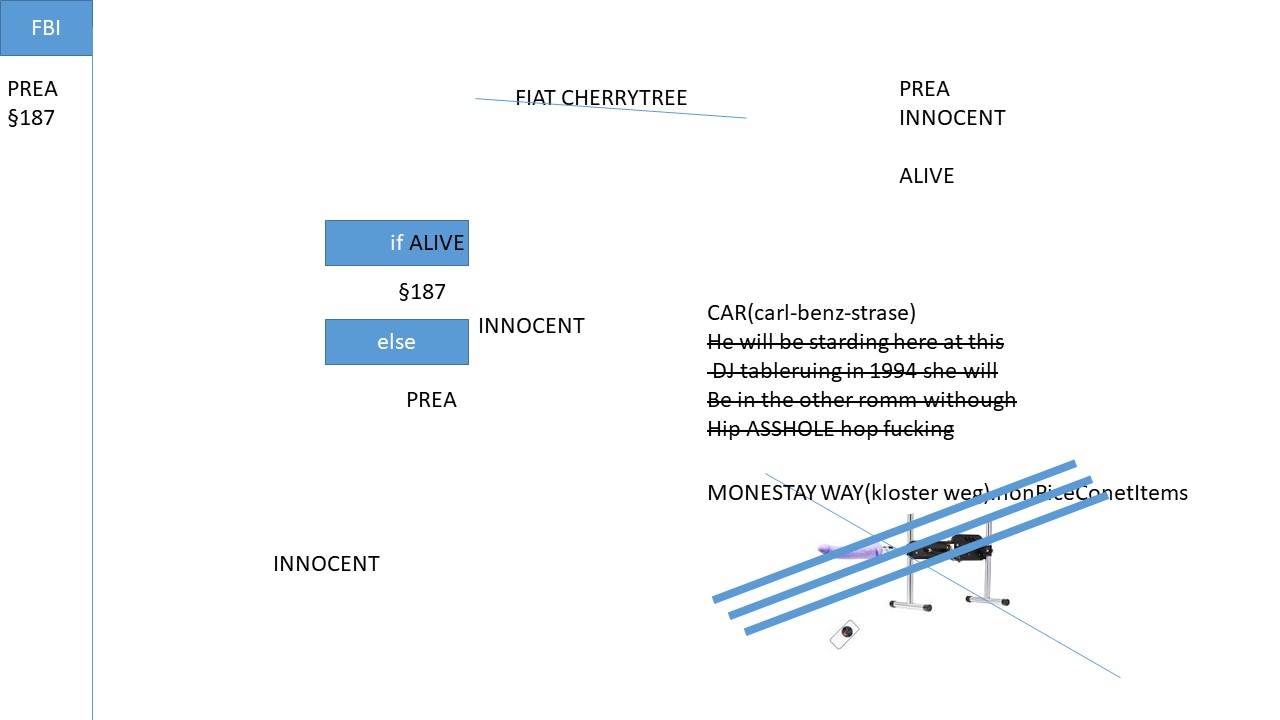 FBI
PREA
§187
FIAT CHERRYTREE
PREA
INNOCENT
ALIVE
if ALIVE
§187
INNOCENT
else
PREA
CAR(carl-benz-strase)
He will be starding here at this
DJ tableruing in 1994 she will
Be in the other romm withough
Hip ASSHOLE hop fucking
MONESTAY WAY(kloster weg).nonPiceConetItems
INNOCENT